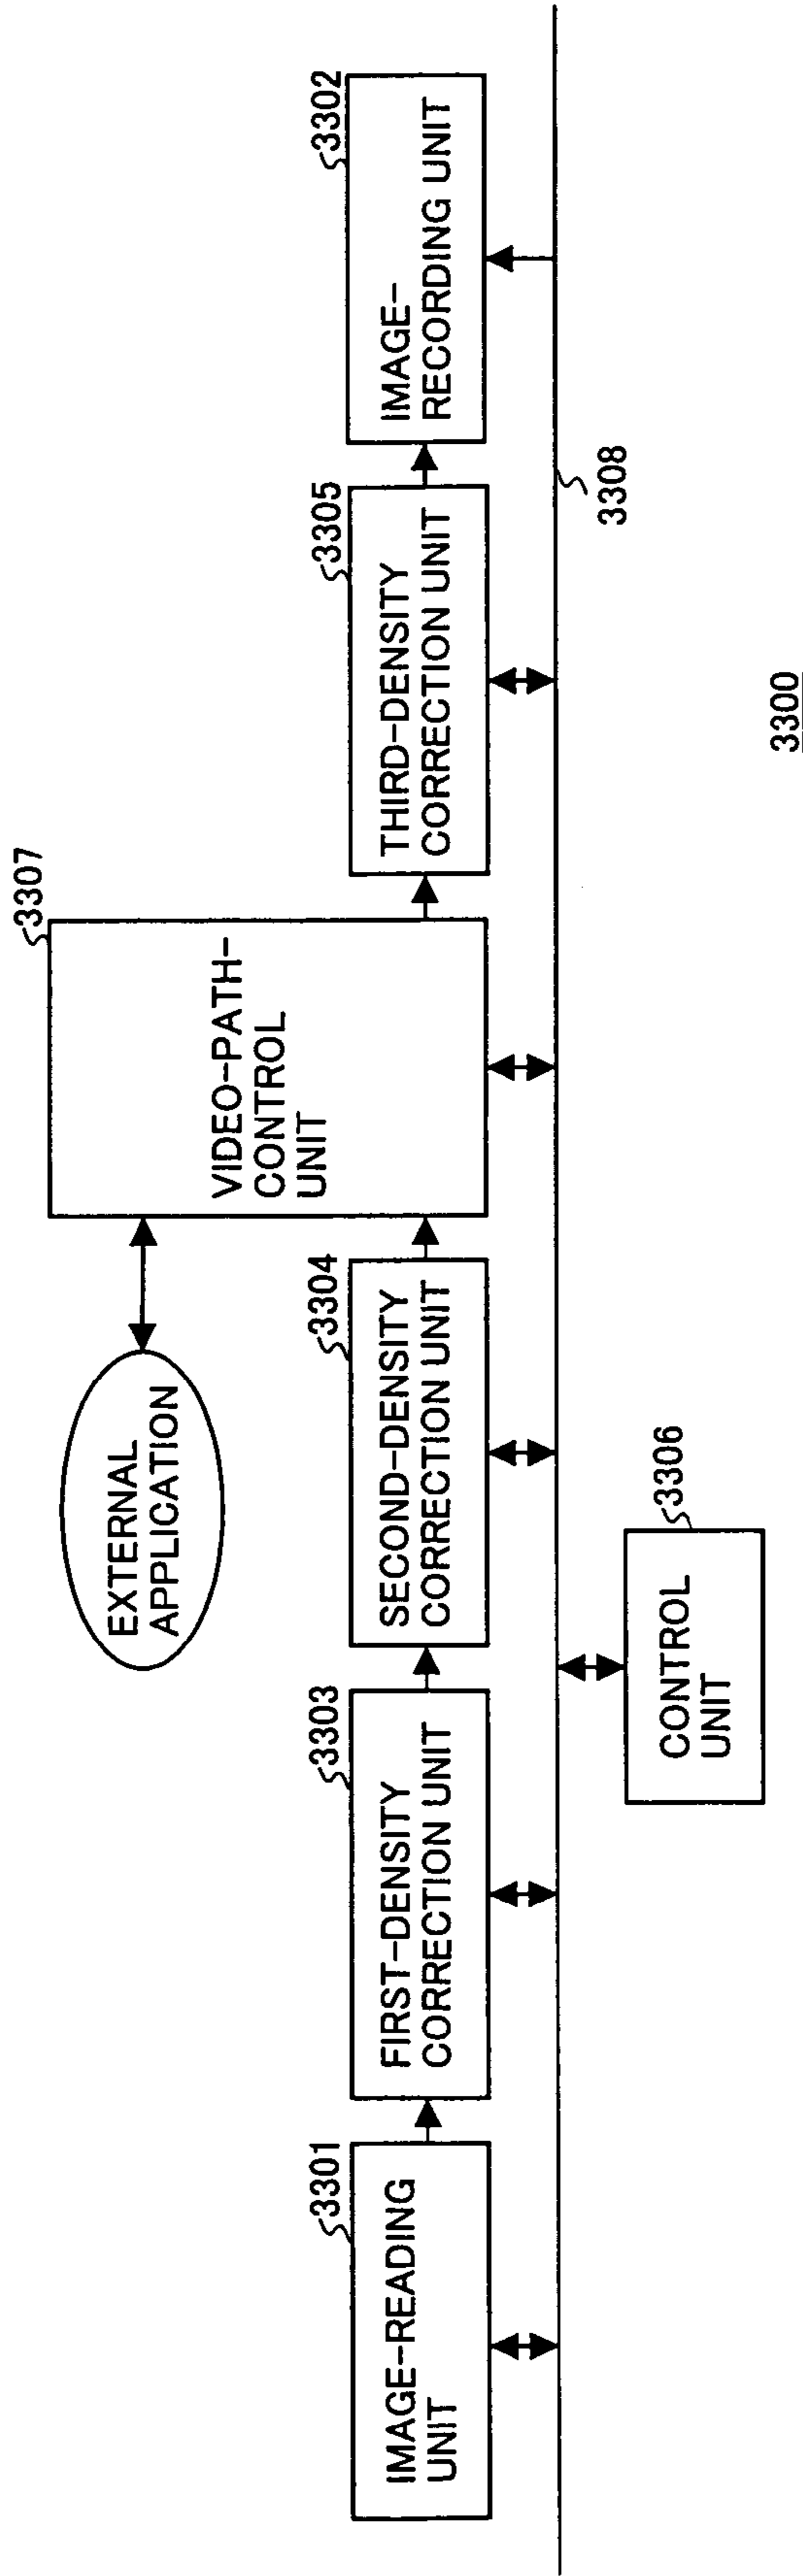 3307
EXTERNAL
APPLICATION
VIDEO-PATH-
CONTROL
UNIT
3301
IMAGE-READING
UNIT
3303
FIRST-DENSITY
CORRECTION UNIT
3304
SECOND-DENSITY
CORRECTION UNIT
3305
THIRD-DENSITY
CORRECTION UNIT
3302
IMAGE-
RECORDING UNIT
3308
3306
CONTROL
UNIT
3300